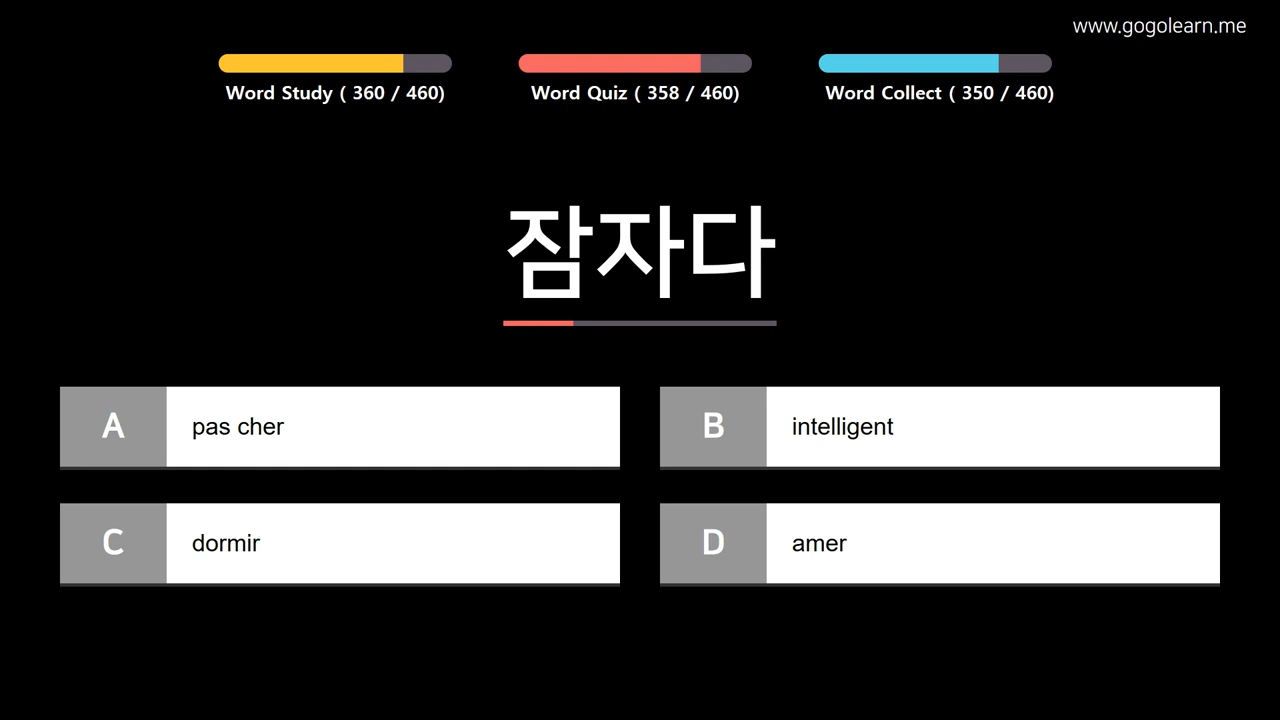 www.gogolearn.me
Word Study ( 360 / 460)
Word Quiz ( 358 / 460)
Word Collect ( 350 / 460)
잠자다
A pas cher
B intelligent
C dormir
D amer